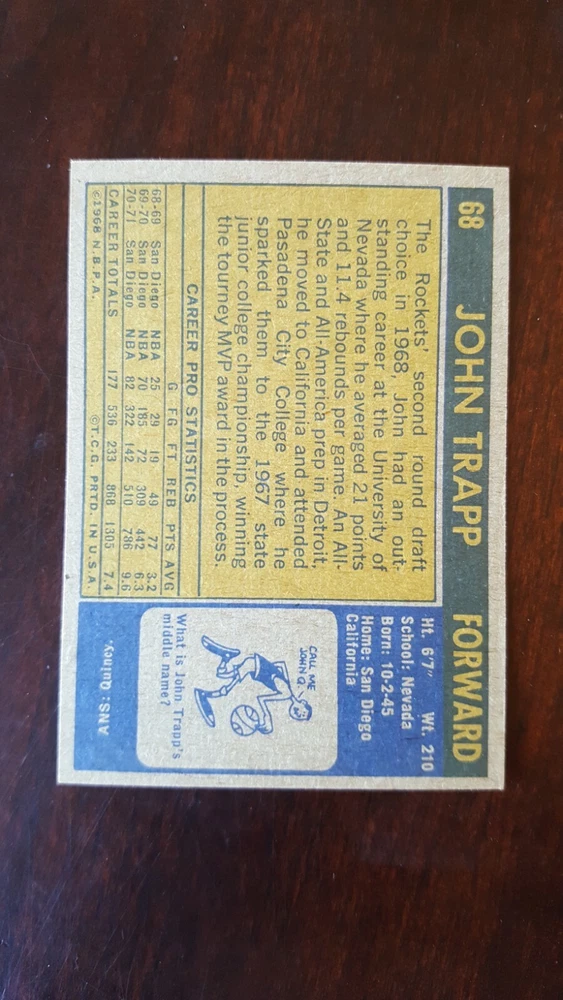 68 JOHN TRAPP FORWARD
The Rockets' second round draft
choice in 1968, John had an out-
standing career at the University of
Nevada where he averaged 21 points
and 11.4 rebounds per game. An All-
State and All-America prep in Detroit,
he moved to California and attended
Pasadena City College where he
sparked them to the 1967 state
junior college championship, winning
the tourney MVP award in the process.
CAREER PRO STATISTICS
G FG FT REB PTS AVG
68-69 San Diego NBA 25 29 19 49 77 3.2
69-70 San Diego NBA 70 185 72 309 442 6.3
70-71 San Diego NBA 82 322 142 510 786 9.6
CAREER TOTALS 177 536 233 868 1305 7.4
©1968 N.B.P.A. ©T.C.G. PRTD. IN U.S.A.
Ht. 6'7" Wt. 210
School: Nevada
Born: 10-2-45
Home: San Diego
California
CALL ME
JOHN Q.
What is John Trapp's
middle name?
ANS: Quincy.